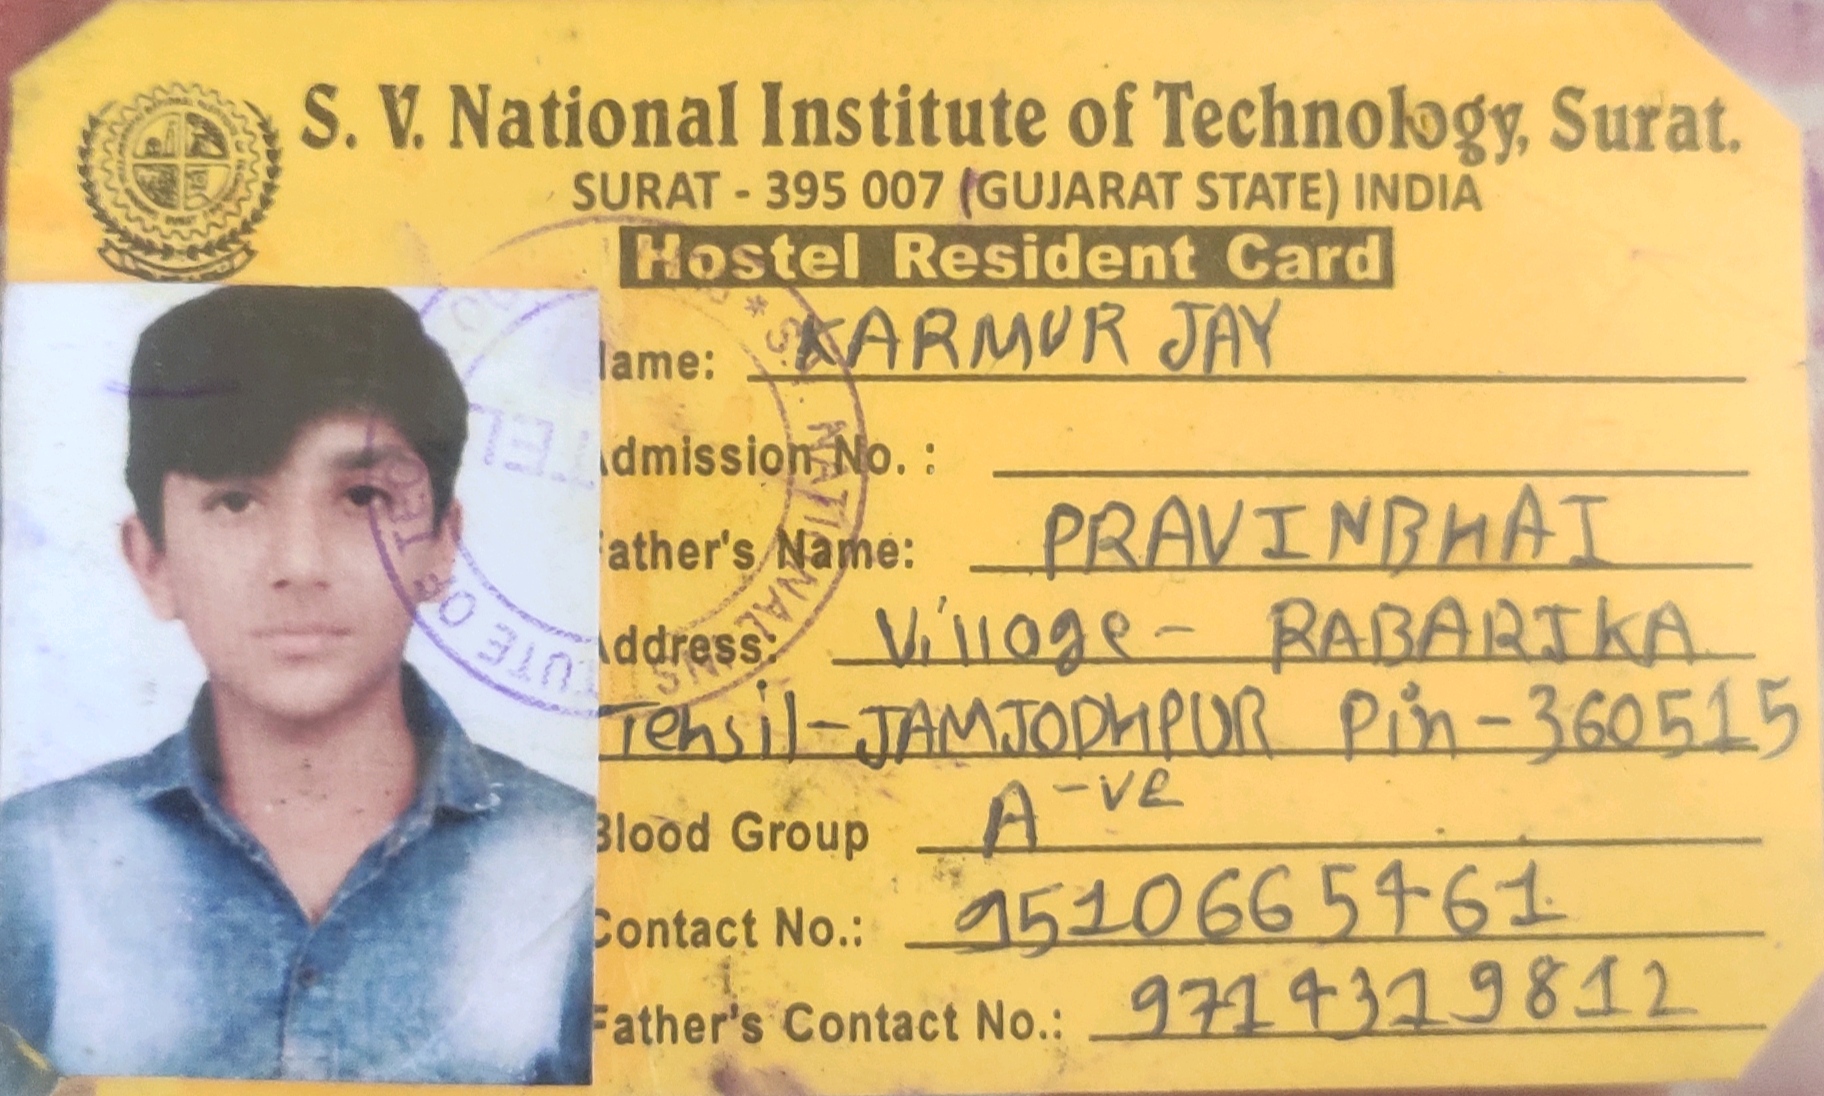 S. V. National Institute of Technology, Surat.
SURAT - 395 007 (GUJARAT STATE) INDIA
Hostel Resident Card
Name: KARMUR JAY
Admission No. :
Father's Name: PRAVINBHAI
Address: Village- RABARIKA
Tehsil-JAMJODHPUR Pin-360515
Blood Group A-ve
Contact No.: 9510665461
Father's Contact No.: 9714319812